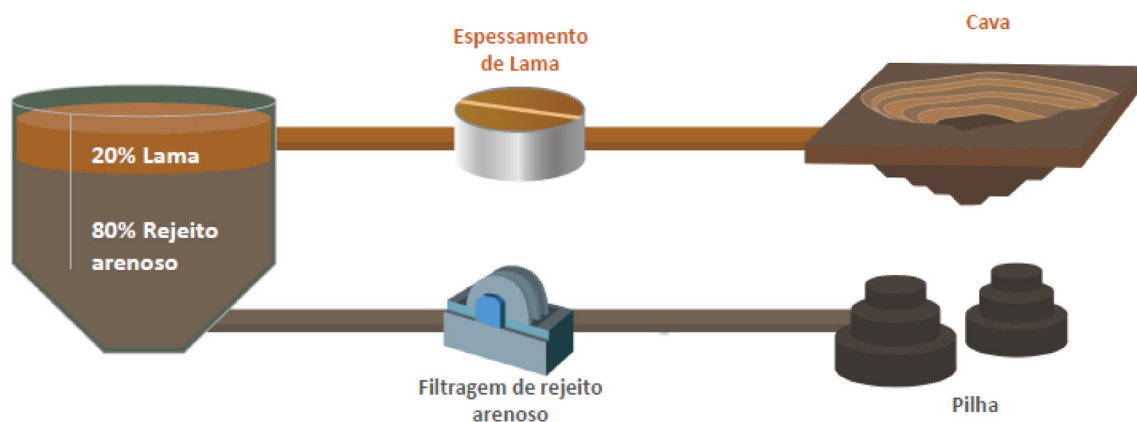 Espessamento
de Lama
Cava
20% Lama
80% Rejeito
arenoso
Filtragem de rejeito
arenoso
Pilha